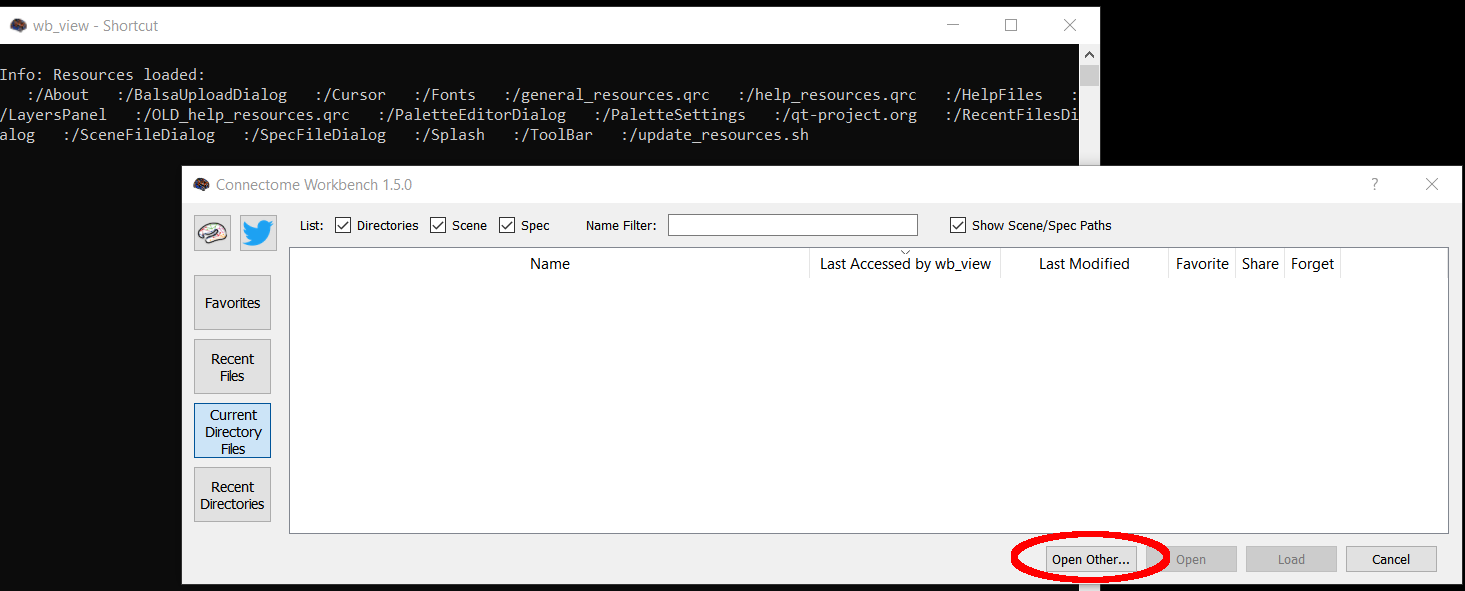 wb_view - Shortcut
Info: Resources loaded:
:/About :/BalsaUploadDialog :/Cursor :/Fonts :/general_resources.qrc :/help_resources.qrc :/HelpFiles :
/LayersPanel :/OLD_help_resources.qrc :/PaletteEditorDialog :/PaletteSettings :/qt-project.org :/RecentFilesDi
alog :/SceneFileDialog :/SpecFileDialog :/Splash :/ToolBar :/update_resources.sh
Connectome Workbench 1.5.0
?
List: Directories Scene Spec Name Filter: Show Scene/Spec Paths
Name Last Accessed by wb_view Last Modified Favorite Share Forget
Favorites
Recent
Files
Current
Directory
Files
Recent
Directories
Open Other... Open Load Cancel